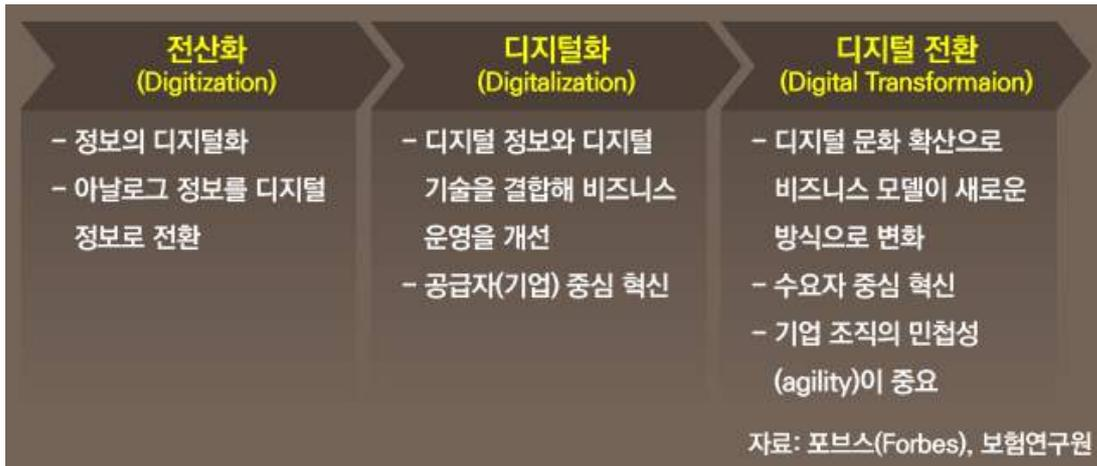 전산화
(Digitization)
- 정보의 디지털화
- 아날로그 정보를 디지털
정보로 전환
디지털화
(Digitalization)
- 디지털 정보와 디지털
기술을 결합해 비즈니스
운영을 개선
- 공급자(기업) 중심 혁신
디지털 전환
(Digital Transformaion)
- 디지털 문화 확산으로
비즈니스 모델이 새로운
방식으로 변화
- 수요자 중심 혁신
- 기업 조직의 민첩성
(agility)이 중요
자료: 포브스(Forbes), 보험연구원